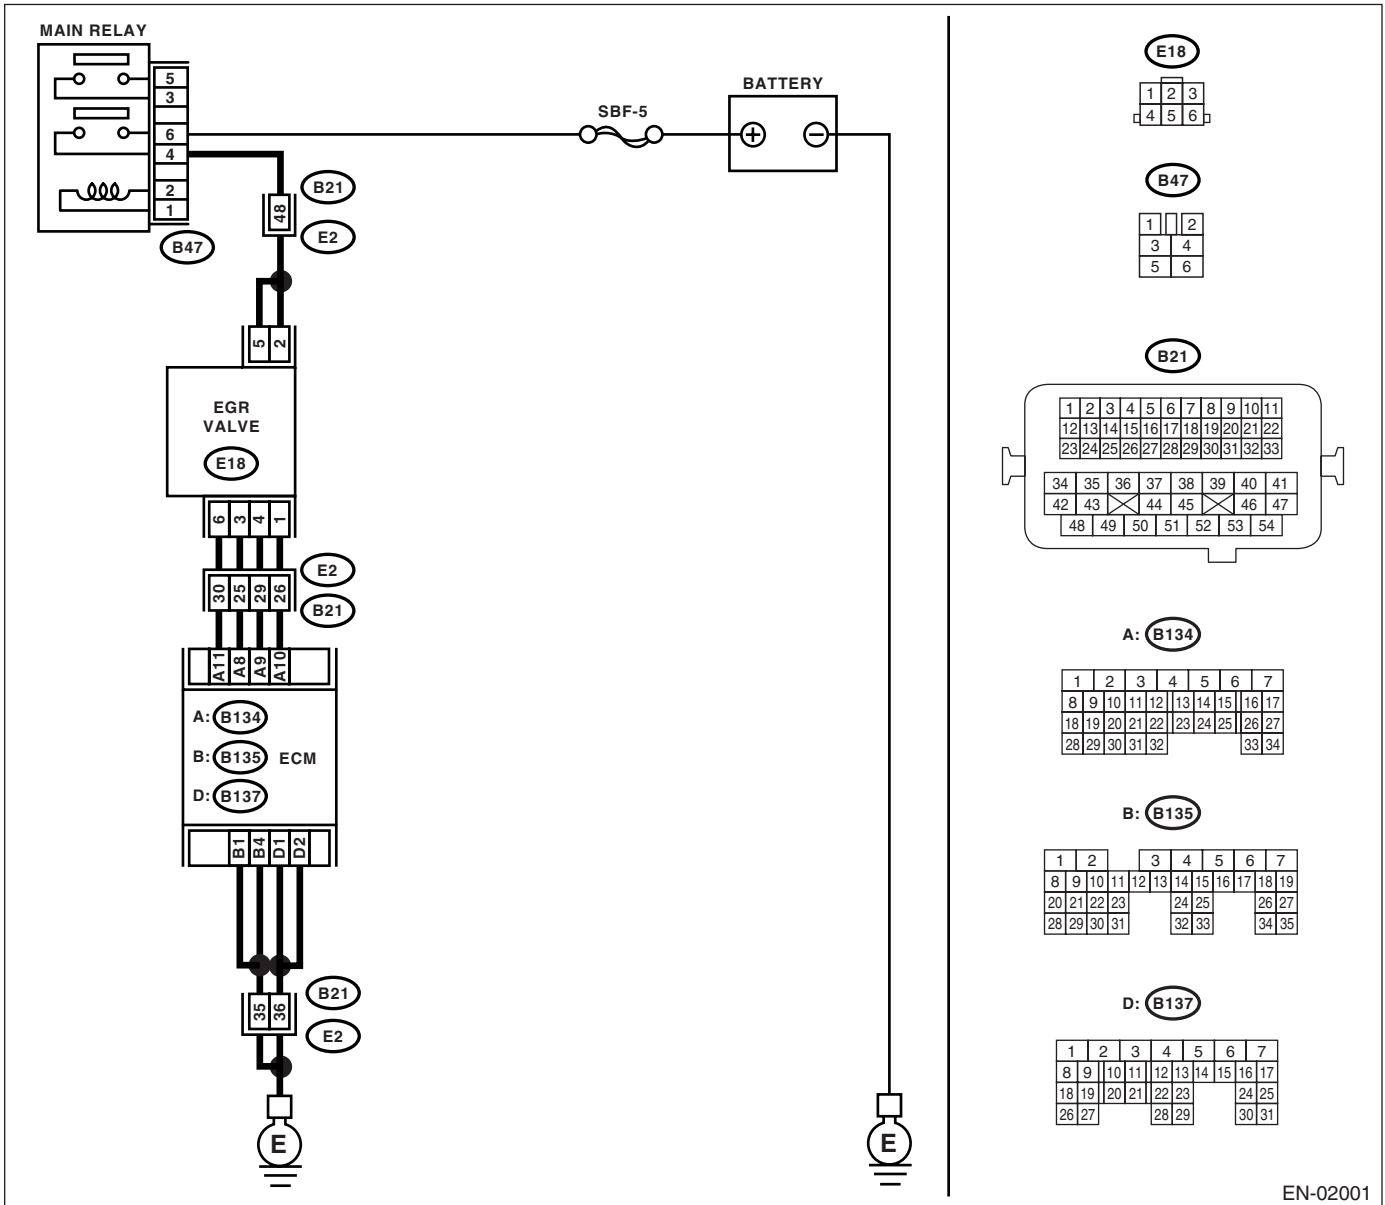 MAIN RELAY
5
3
6
4
2
1
B47
SBF-5
BATTERY
+
−
B21
48
E2
5 2
EGR
VALVE
E18
6 3 4 1
E2
30 25 29 26
B21
A11 A8 A9 A10
A: B134
B: B135 ECM
D: B137
B1 B4 D1 D2
B21
35 36
E2
E
E
E18
1 2 3
4 5 6
B47
1 2
3 4
5 6
B21
1 2 3 4 5 6 7 8 9 10 11
12 13 14 15 16 17 18 19 20 21 22
23 24 25 26 27 28 29 30 31 32 33
34 35 36 37 38 39 40 41
42 43 44 45 46 47
48 49 50 51 52 53 54
A: B134
1 2 3 4 5 6 7
8 9 10 11 12 13 14 15 16 17
18 19 20 21 22 23 24 25 26 27
28 29 30 31 32 33 34
B: B135
1 2 3 4 5 6 7
8 9 10 11 12 13 14 15 16 17 18 19
20 21 22 23 24 25 26 27
28 29 30 31 32 33 34 35
D: B137
1 2 3 4 5 6 7
8 9 10 11 12 13 14 15 16 17
18 19 20 21 22 23 24 25
26 27 28 29 30 31
EN-02001